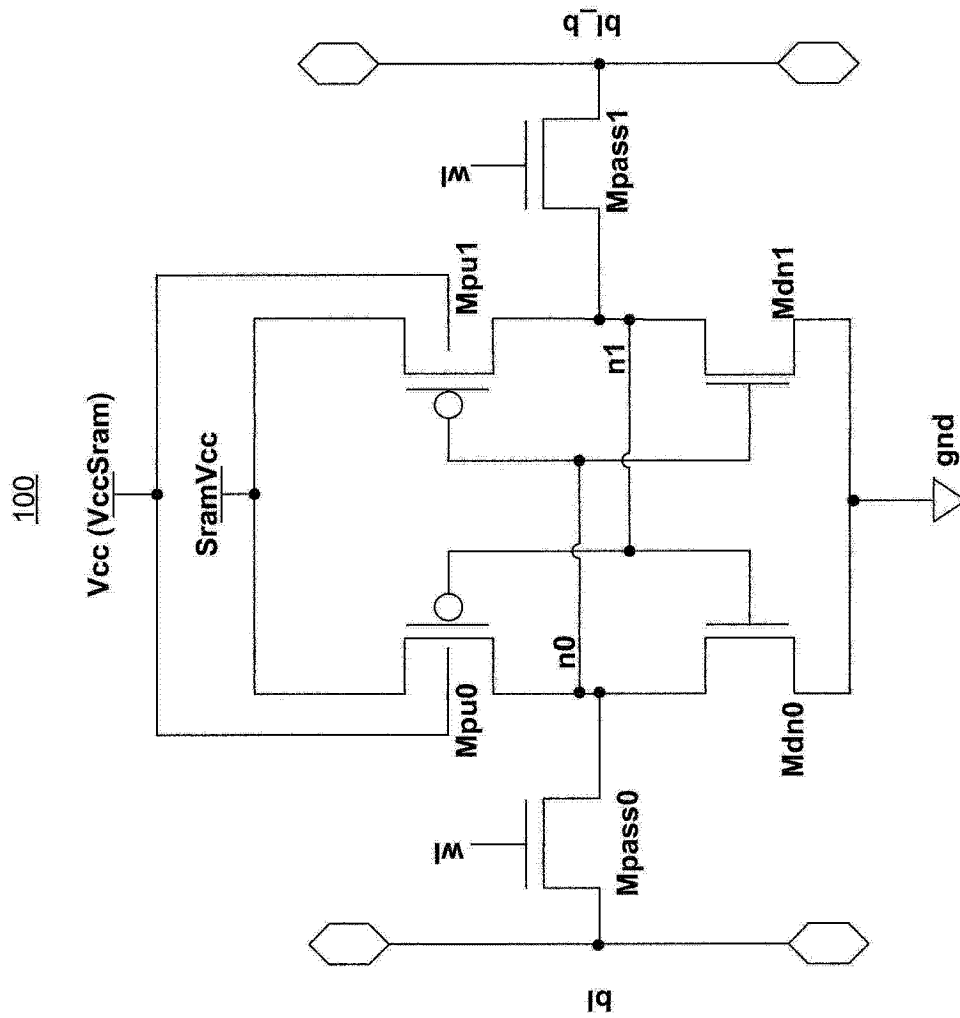 100
Vcc (VccSram)
SramVcc
Mpu0
Mpu1
wl
wl
bl
bl_b
Mpass0
Mpass1
n0
n1
Mdn0
Mdn1
gnd